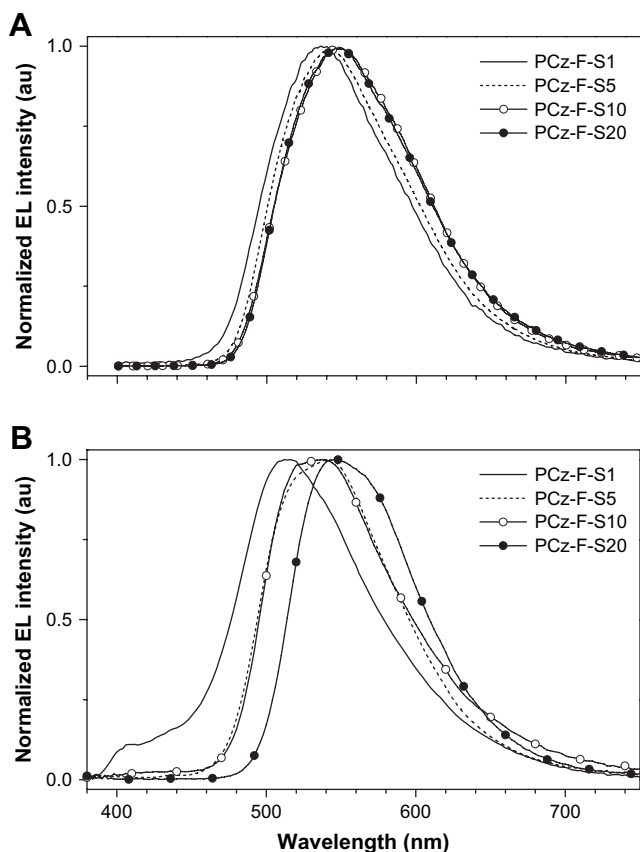 A
Normalized EL intensity (au)
1.0
0.5
0.0
PCz-F-S1
PCz-F-S5
PCz-F-S10
PCz-F-S20
B
Normalized EL intensity (au)
1.0
0.5
0.0
PCz-F-S1
PCz-F-S5
PCz-F-S10
PCz-F-S20
400
500
600
700
Wavelength (nm)